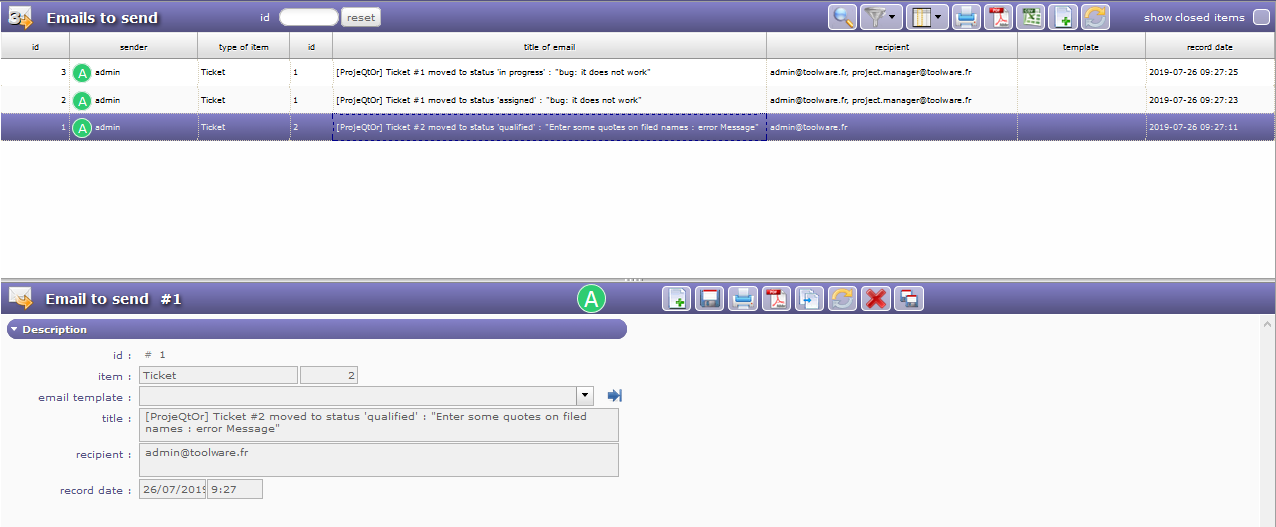 3 Emails to send id reset show closed items
id sender type of item id title of email recipient template record date
3 A admin Ticket 1 [ProJeQtOr] Ticket #1 moved to status 'in progress' : "bug: it does not work" admin@toolware.fr, project.manager@toolware.fr 2019-07-26 09:27:25
2 A admin Ticket 1 [ProJeQtOr] Ticket #1 moved to status 'assigned' : "bug: it does not work" admin@toolware.fr, project.manager@toolware.fr 2019-07-26 09:27:23
1 A admin Ticket 2 [ProJeQtOr] Ticket #2 moved to status 'qualified' : "Enter some quotes on filed names : error Message" admin@toolware.fr 2019-07-26 09:27:11
Email to send #1 A
Description
id : # 1
item : Ticket 2
email template :
title : [ProjeQtOr] Ticket #2 moved to status 'qualified' : "Enter some quotes on filed
names : error Message"
recipient : admin@toolware.fr
record date : 26/07/2019 9:27